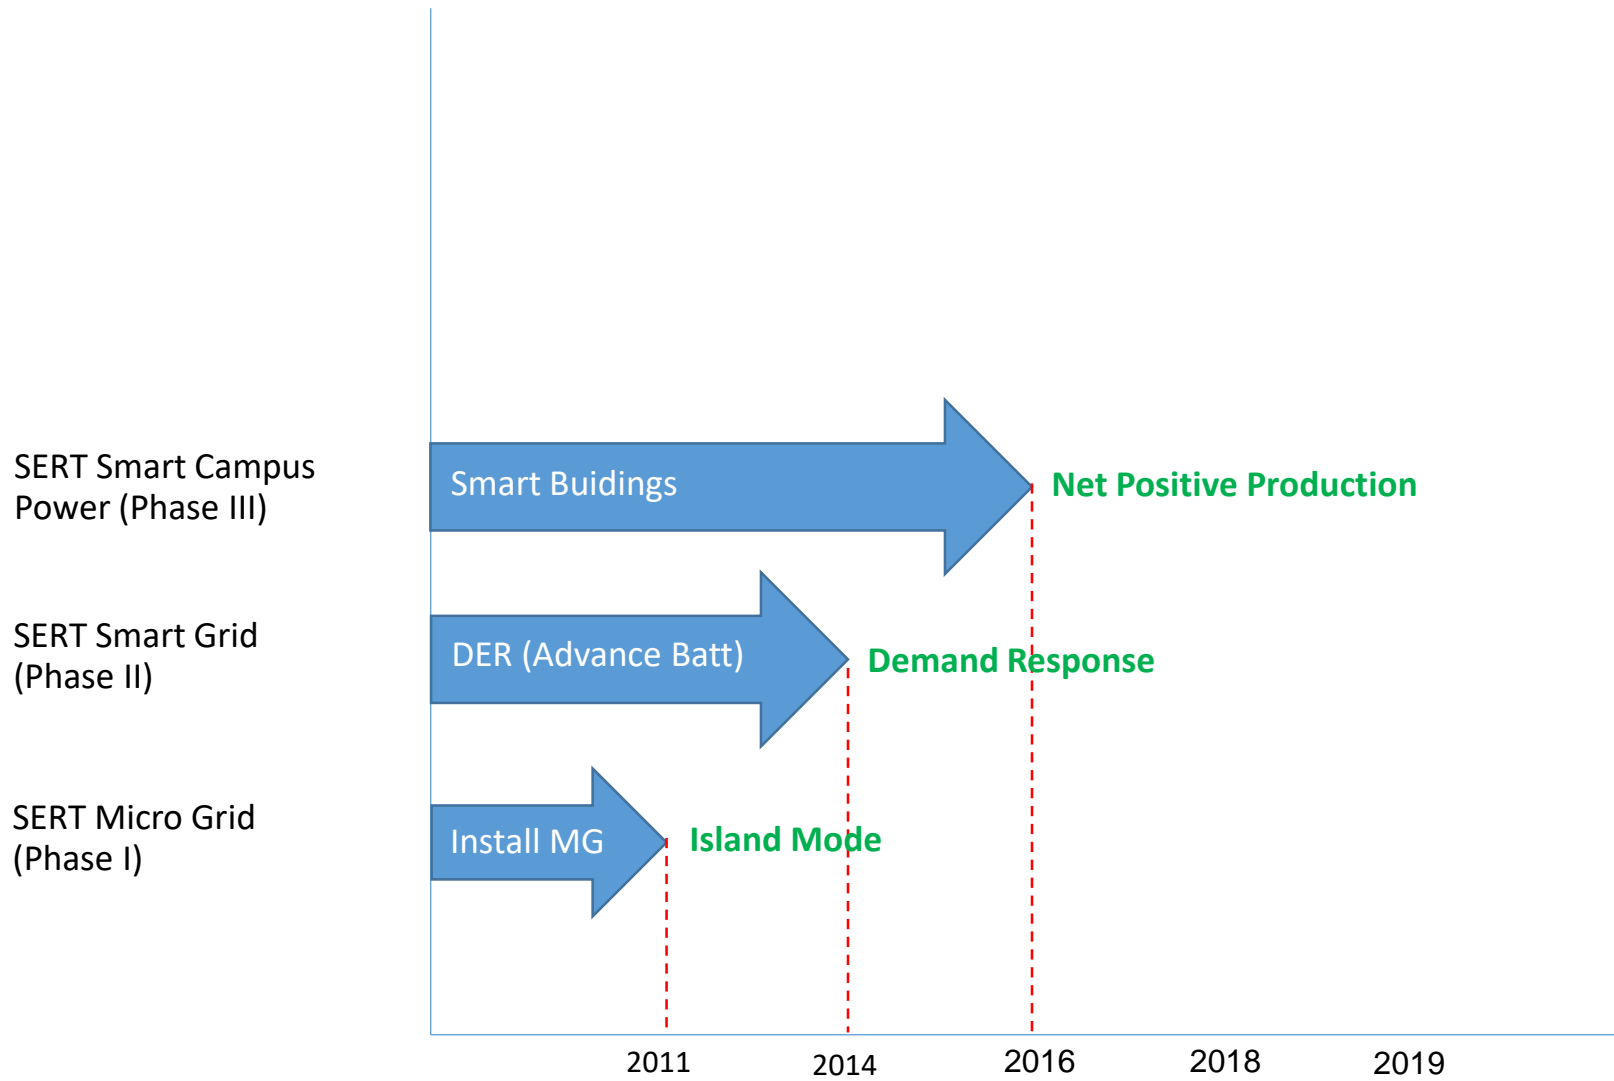 SERT Smart Campus
Power (Phase III)
Smart Buidings
Net Positive Production
SERT Smart Grid
(Phase II)
DER (Advance Batt)
Demand Response
SERT Micro Grid
(Phase I)
Install MG
Island Mode
2011
2014
2016
2018
2019